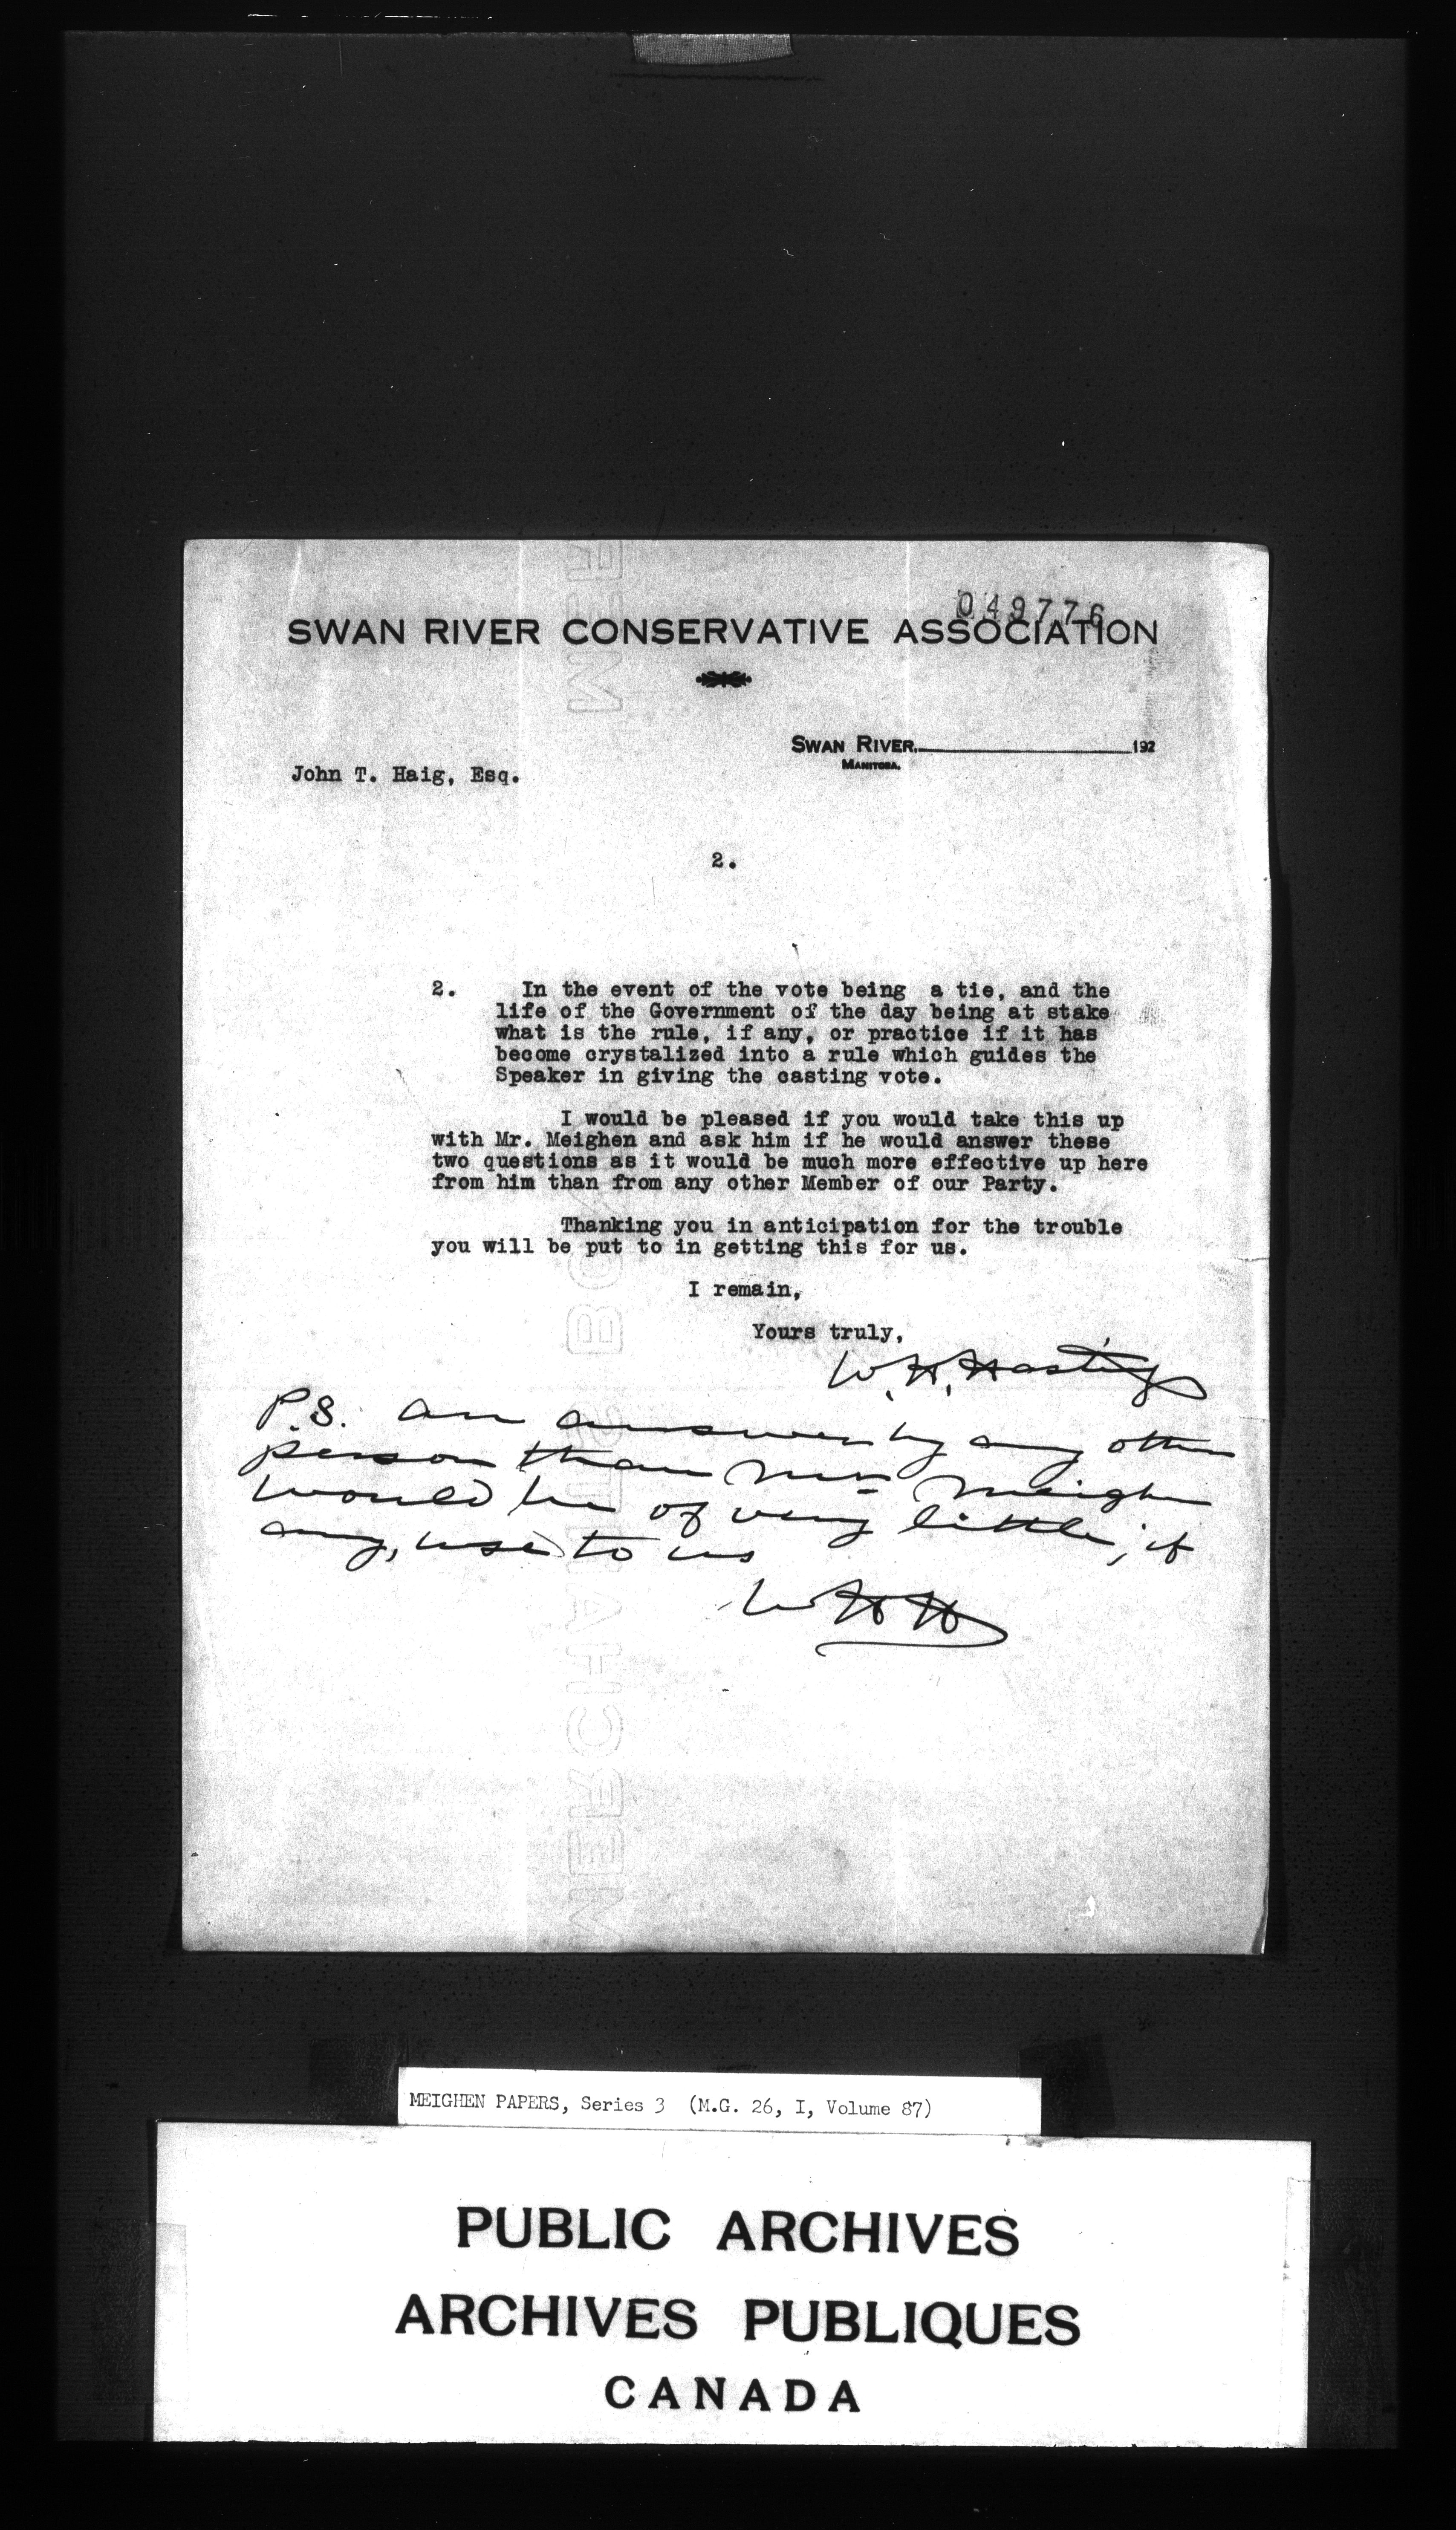 049776
SWAN RIVER CONSERVATIVE ASSOCIATION
SWAN RIVER, 192
MANITOBA.
John T. Haig, Esq.
2.
2. In the event of the vote being a tie, and the
life of the Government of the day being at stake
what is the rule, if any, or practice if it has
become crystalized into a rule which guides the
Speaker in giving the casting vote.
I would be pleased if you would take this up
with Mr. Meighen and ask him if he would answer these
two questions as it would be much more effective up here
from him than from any other Member of our Party.
Thanking you in anticipation for the trouble
you will be put to in getting this for us.
I remain,
Yours truly,
W. H. Hastings
P.S. An answer by any other
person than Mr. Meighen
would be of very little, if
any, use to us
WHH
MEIGHEN PAPERS, Series 3 (M.G. 26, I, Volume 87)
PUBLIC ARCHIVES
ARCHIVES PUBLIQUES
CANADA